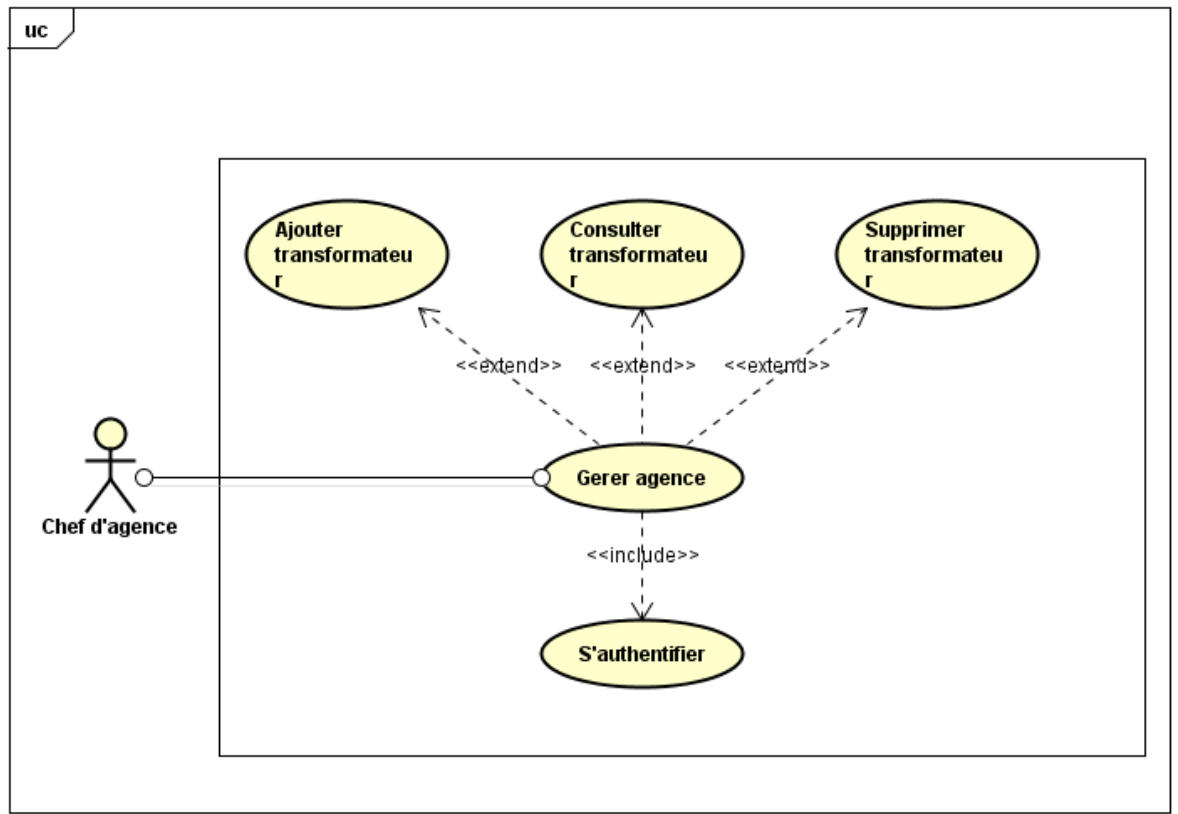 uc
Ajouter
transformateu
r
Consulter
transformateu
r
Supprimer
transformateu
r
<<extend>>
<<extend>>
<<extend>>
Gerer agence
Chef d'agence
<<include>>
S'authentifier